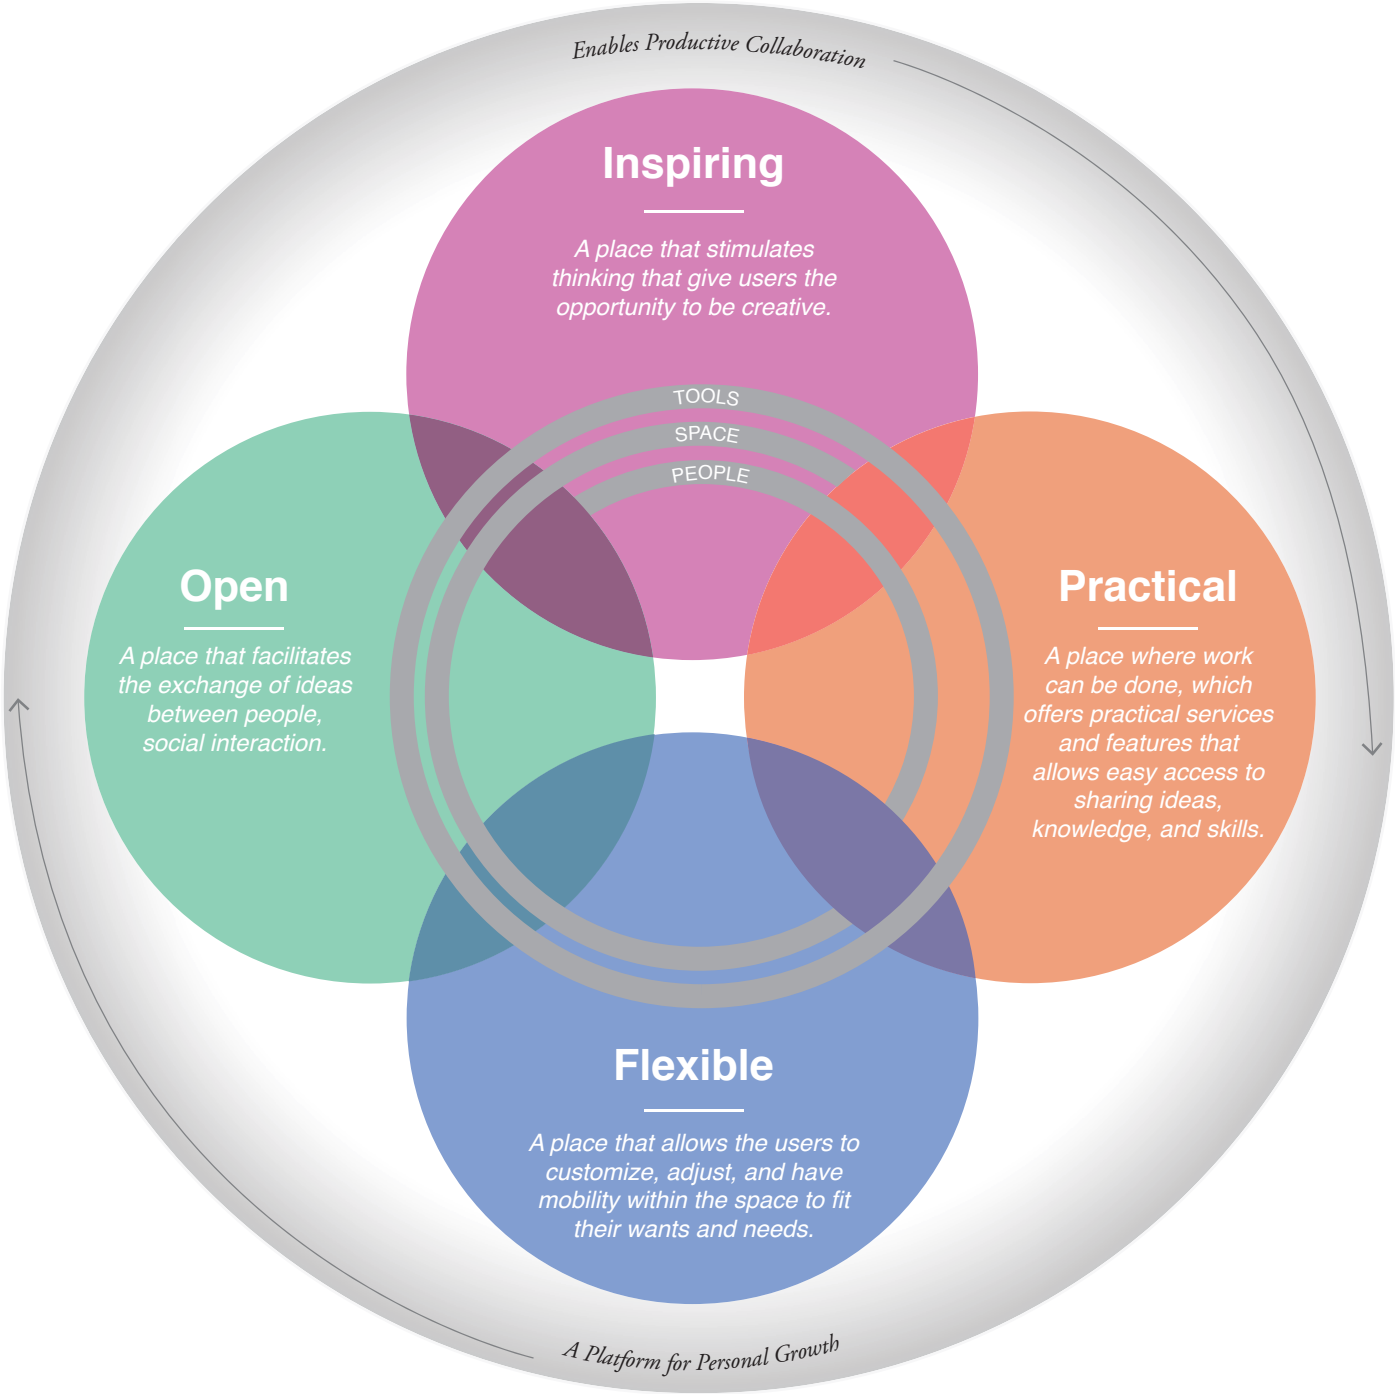 Enables Productive Collaboration
Inspiring
A place that stimulates
thinking that give users the
opportunity to be creative.
TOOLS
SPACE
PEOPLE
Open
A place that facilitates
the exchange of ideas
between people,
social interaction.
Practical
A place where work
can be done, which
offers practical services
and features that
allows easy access to
sharing ideas,
knowledge, and skills.
Flexible
A place that allows the users to
customize, adjust, and have
mobility within the space to fit
their wants and needs.
A Platform for Personal Growth